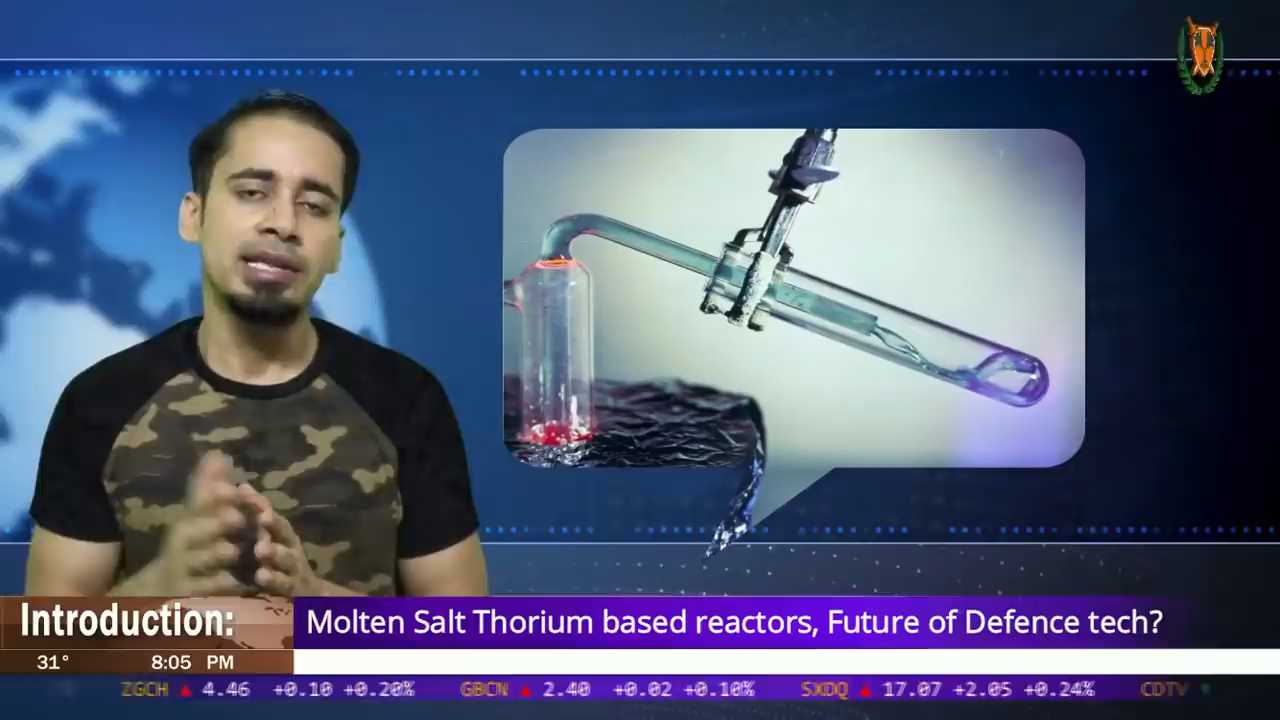 Introduction:
Molten Salt Thorium based reactors, Future of Defence tech?
31° 8:05 PM
ZGCH ▲ 4.46 +0.10 +0.20% GBCN ▲ 2.40 +0.02 +0.10% SXDQ ▲ 17.07 +2.05 +0.24% CDTV ▼